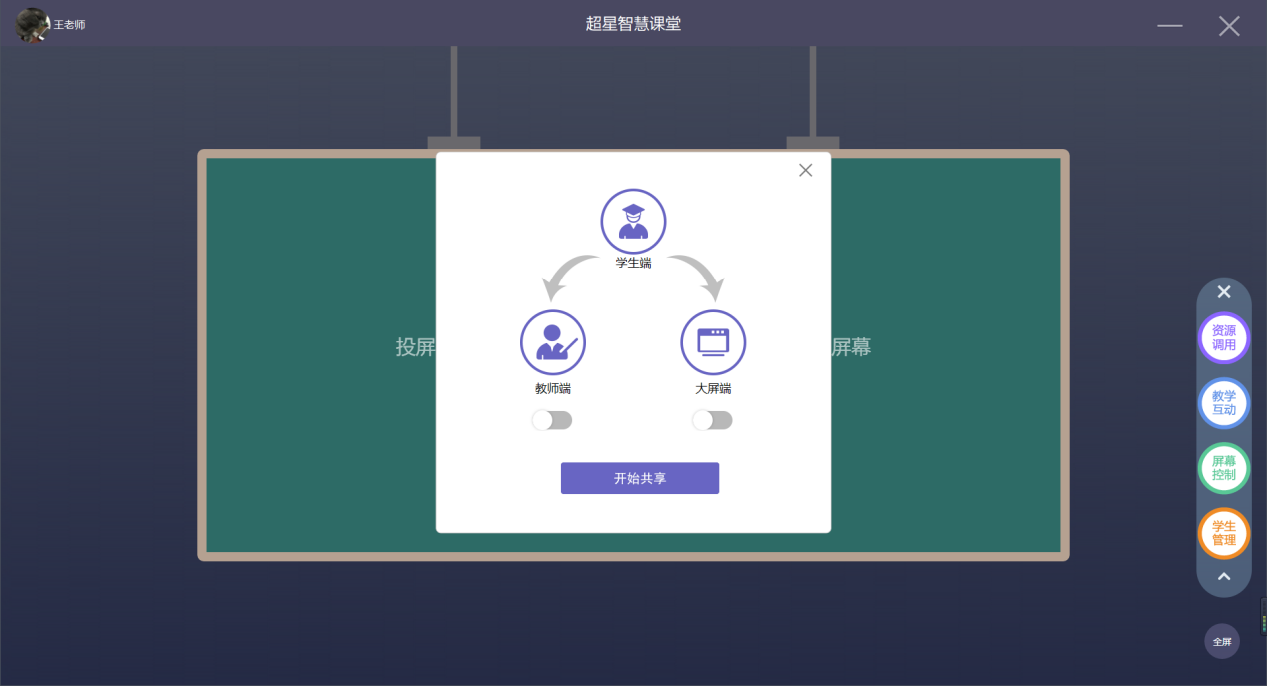 王老师
超星智慧课堂
学生端
投屏
屏幕
教师端
大屏端
开始共享
资源
调用
教学
互动
屏幕
控制
学生
管理
全屏